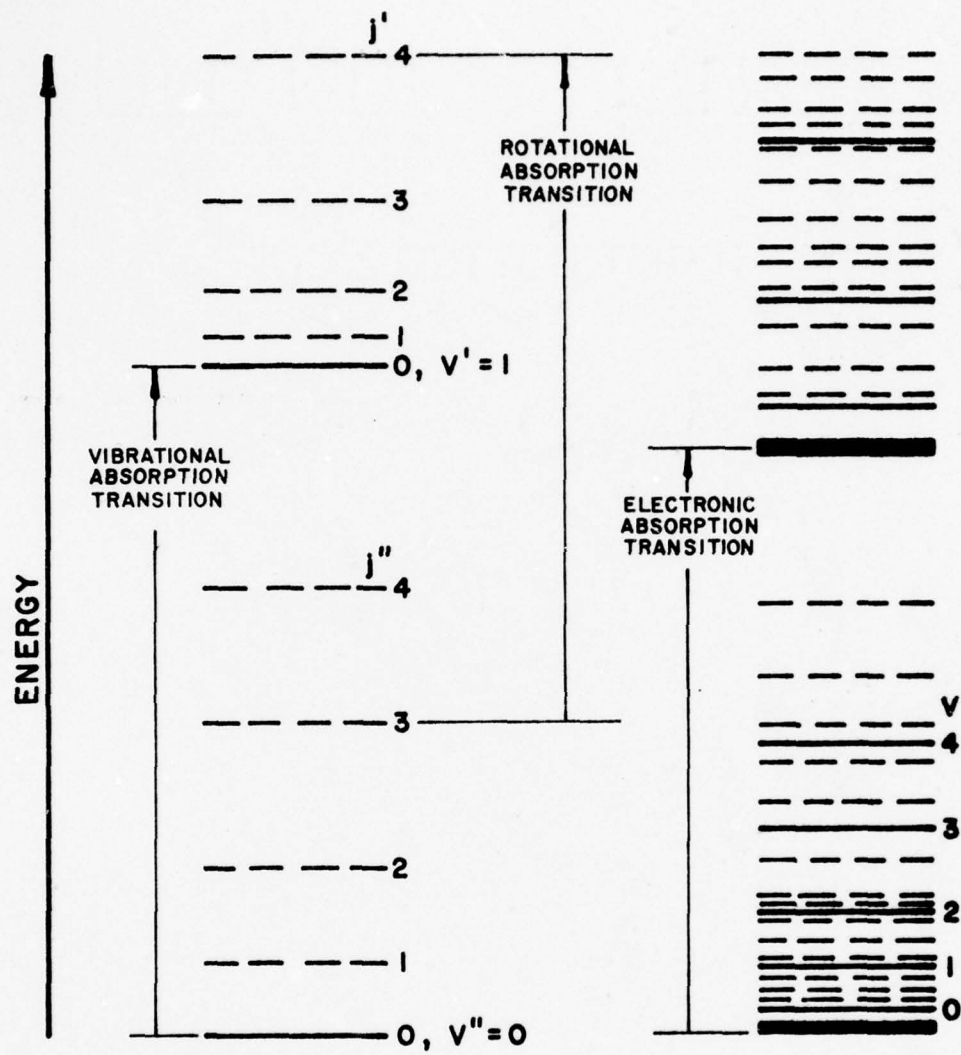 j'
4
ROTATIONAL
ABSORPTION
TRANSITION
3
2
1
0, V'=1
VIBRATIONAL
ABSORPTION
TRANSITION
ELECTRONIC
ABSORPTION
TRANSITION
j"
4
ENERGY
3
V
4
3
2
2
1
1
0
0, V"=0